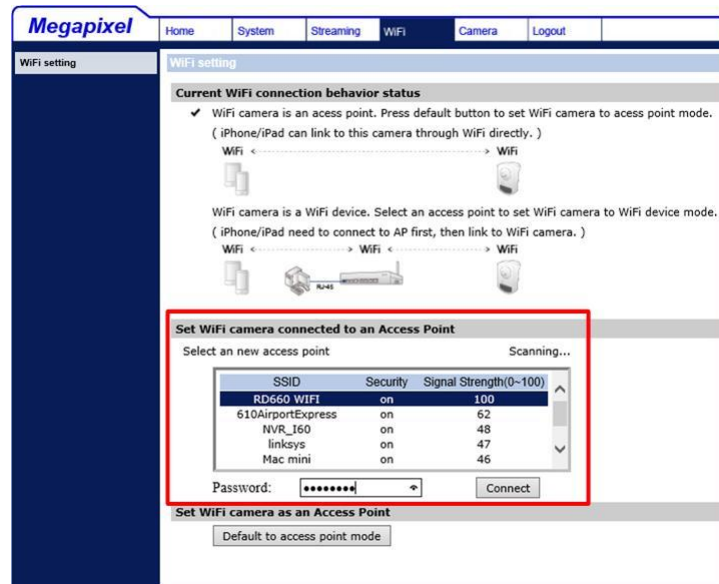 Megapixel
Home System Streaming WiFi Camera Logout
WiFi setting
WiFi setting
Current WiFi connection behavior status
✔ WiFi camera is an acess point. Press default button to set WiFi camera to acess point mode.
( iPhone/iPad can link to this camera through WiFi directly. )
WiFi WiFi
WiFi camera is a WiFi device. Select an access point to set WiFi camera to WiFi device mode.
( iPhone/iPad need to connect to AP first, then link to WiFi camera. )
WiFi WiFi WiFi
RJ-45
Set WiFi camera connected to an Access Point
Select an new access point Scanning...
SSID Security Signal Strength(0~100)
RD660 WIFI on 100
610AirportExpress on 62
NVR_I60 on 48
linksys on 47
Mac mini on 46
Password: ●●●●●●●● Connect
Set WiFi camera as an Access Point
Default to access point mode